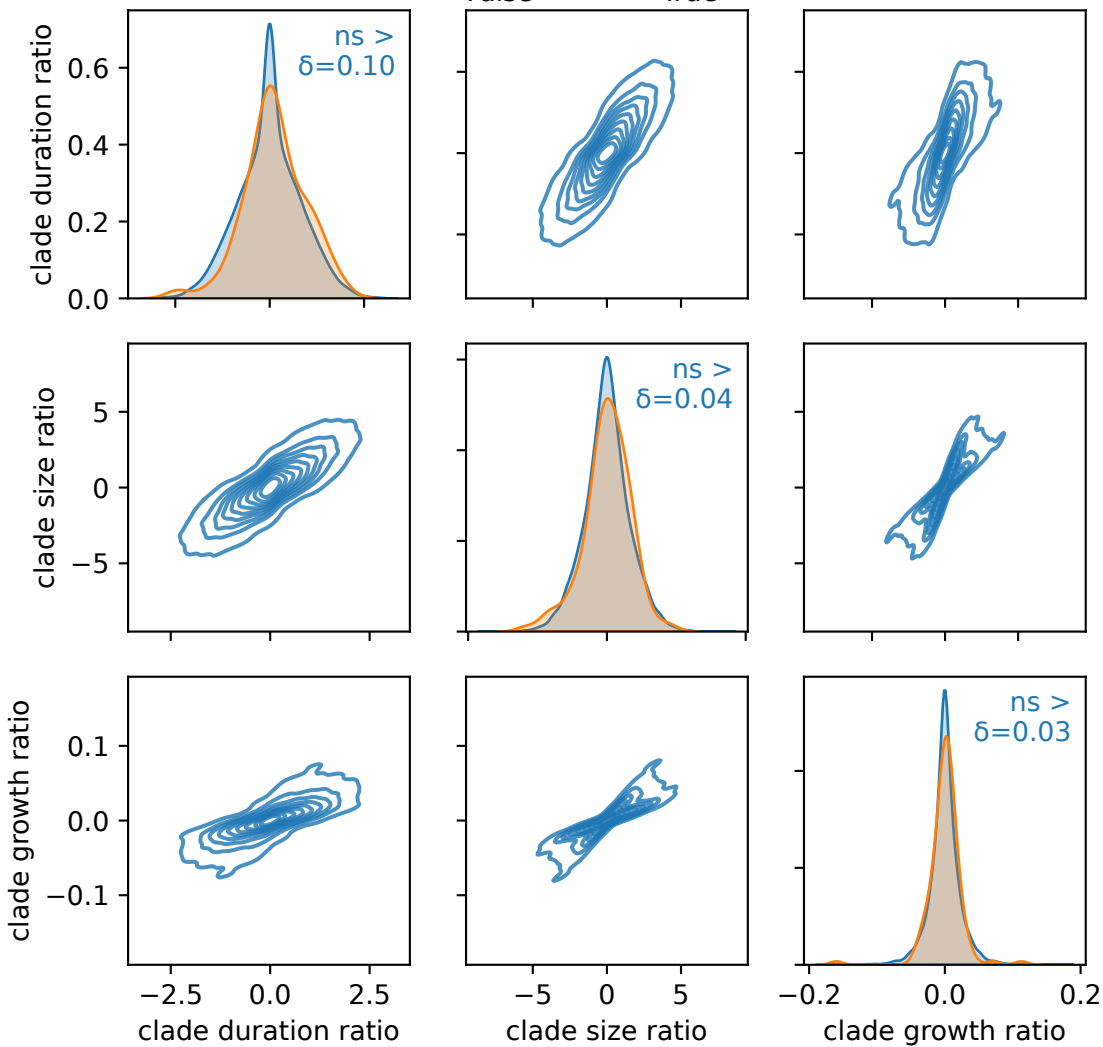 ns >
δ=0.10
clade duration ratio
0.6
0.4
0.2
0.0
ns >
δ=0.04
clade size ratio
5
0
−5
ns >
δ=0.03
clade growth ratio
0.1
0.0
−0.1
−2.5 0.0 2.5 −5 0 5 −0.2 0.0 0.2
clade duration ratio clade size ratio clade growth ratio